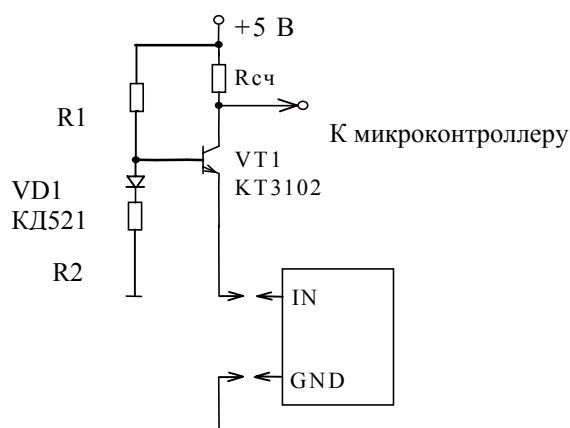 +5 В
Rсч
R1
К микроконтроллеру
VT1
КТ3102
VD1
КД521
R2
IN
GND